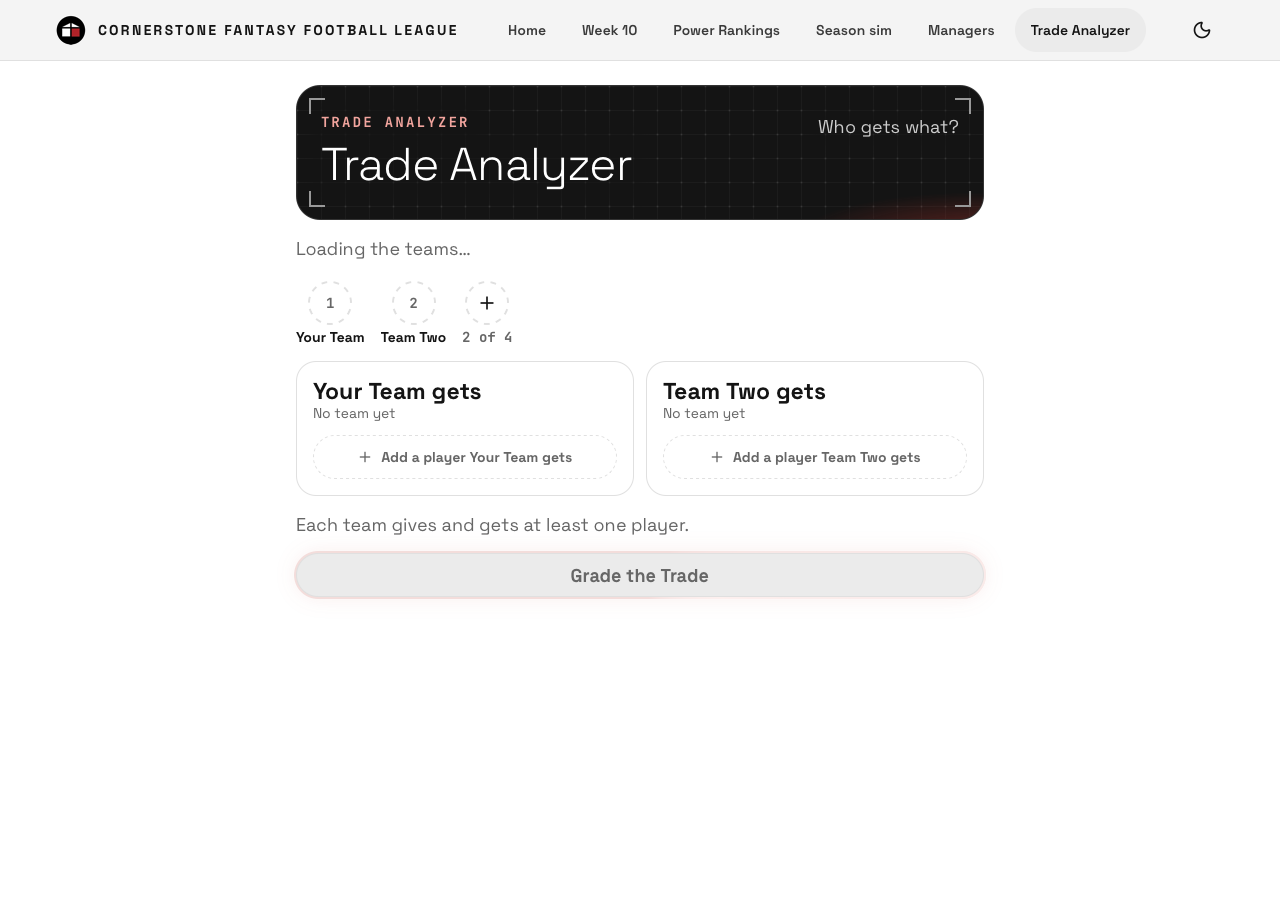 CORNERSTONE FANTASY FOOTBALL LEAGUE
Home
Week 10
Power Rankings
Season sim
Managers
Trade Analyzer
TRADE ANALYZER
Who gets what?
Trade Analyzer
Loading the teams…
1
2
Your Team
Team Two
2 of 4
Your Team gets
No team yet
Add a player Your Team gets
Team Two gets
No team yet
Add a player Team Two gets
Each team gives and gets at least one player.
Grade the Trade